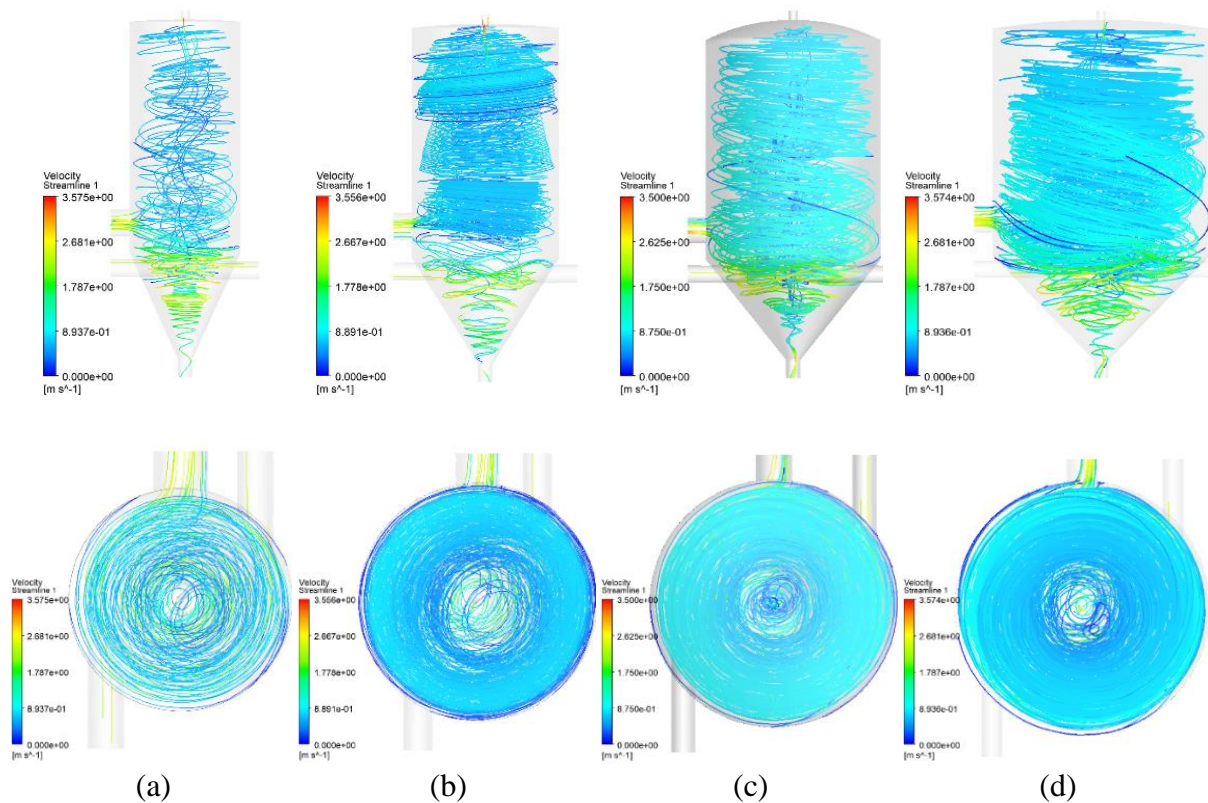 Velocity
Streamline 1
3.575e+00
2.681e+00
1.787e+00
8.937e-01
0.000e+00
[m s^-1]
Velocity
Streamline 1
3.556e+00
2.667e+00
1.778e+00
8.891e-01
0.000e+00
[m s^-1]
Velocity
Streamline 1
3.500e+00
2.625e+00
1.750e+00
8.750e-01
0.000e+00
[m s^-1]
Velocity
Streamline 1
3.574e+00
2.681e+00
1.787e+00
8.936e-01
0.000e+00
[m s^-1]
Velocity
Streamline 1
3.575e+00
2.681e+00
1.787e+00
8.937e-01
0.000e+00
[m s^-1]
Velocity
Streamline 1
3.556e+00
2.667e+00
1.778e+00
8.891e-01
0.000e+00
[m s^-1]
Velocity
Streamline 1
3.500e+00
2.625e+00
1.750e+00
8.750e-01
0.000e+00
[m s^-1]
Velocity
Streamline 1
3.574e+00
2.681e+00
1.787e+00
8.936e-01
0.000e+00
[m s^-1]
(a)
(b)
(c)
(d)